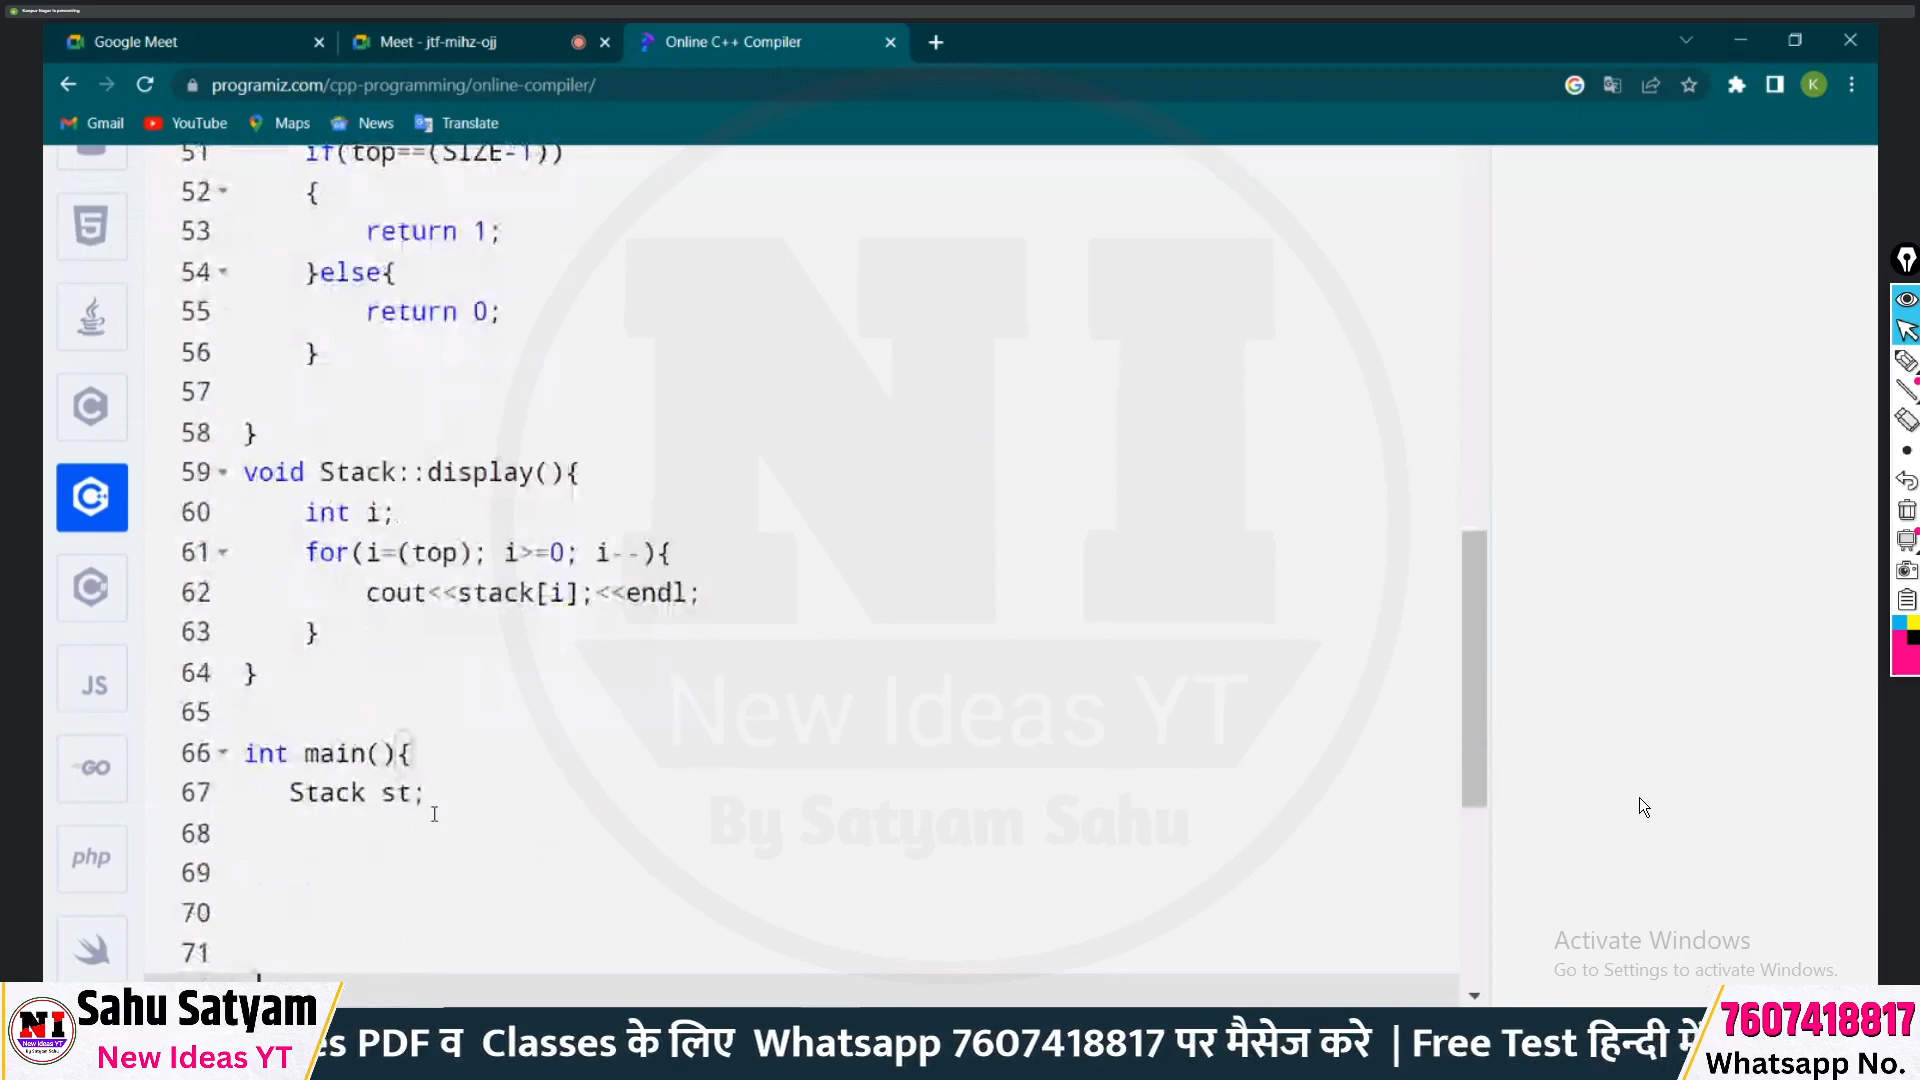 Google Meet
Meet - jtf-mihz-ojj
Online C++ Compiler
programiz.com/cpp-programming/online-compiler/
K
Gmail
YouTube
Maps
News
Translate
51 if(top==(SIZE-1))
52 {
53 return 1;
54 }else{
55 return 0;
56 }
57
58 }
59 void Stack::display(){
60 int i;
61 for(i=(top); i>=0; i--){
62 cout<<stack[i];<<endl;
63 }
64 }
65
66 int main(){
67 Stack st;
68
69
70
71
5
C
C
JS
GO
php
NI
New Ideas YT
By Satyam Sahu
Activate Windows
Go to Settings to activate Windows.
NI
Sahu Satyam
New Ideas YT
es PDF व Classes के लिए Whatsapp 7607418817 पर मैसेज करे | Free Test हिन्दी में
7607418817
Whatsapp No.